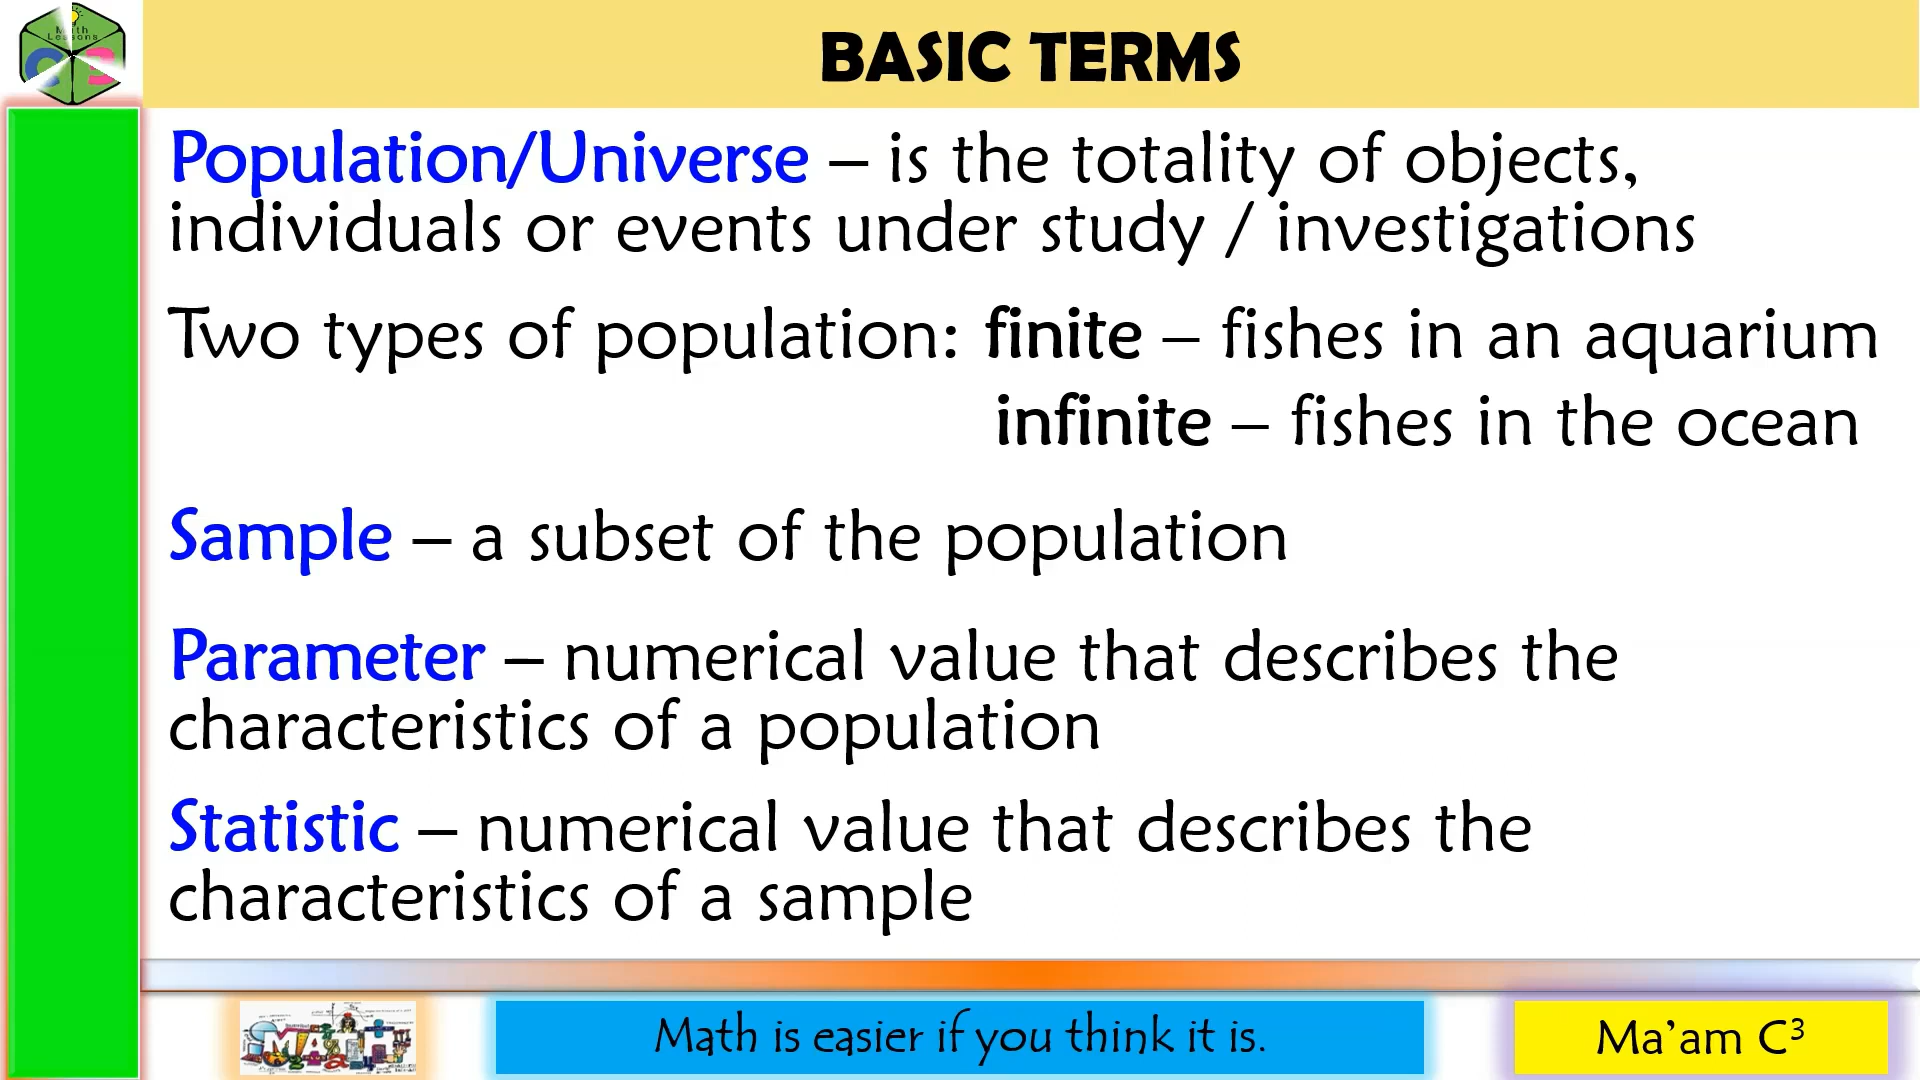 Math
Lessons
BASIC TERMS
Population/Universe – is the totality of objects,
individuals or events under study / investigations
Two types of population: finite – fishes in an aquarium
infinite – fishes in the ocean
Sample – a subset of the population
Parameter – numerical value that describes the
characteristics of a population
Statistic – numerical value that describes the
characteristics of a sample
MATH
Math is easier if you think it is.
Ma’am C³